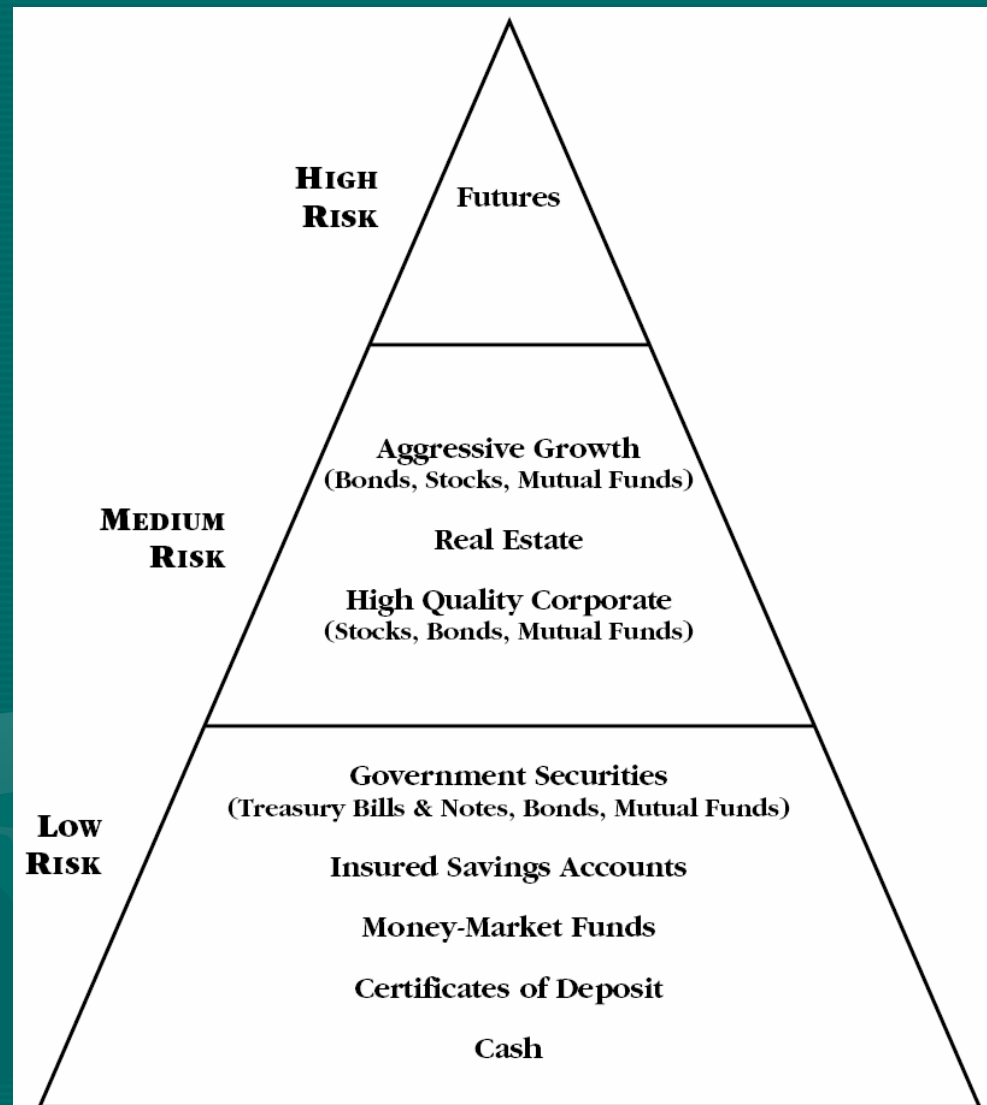 HIGH
RISK
Futures
Aggressive Growth
(Bonds, Stocks, Mutual Funds)
MEDIUM
RISK
Real Estate
High Quality Corporate
(Stocks, Bonds, Mutual Funds)
Government Securities
(Treasury Bills & Notes, Bonds, Mutual Funds)
LOW
RISK
Insured Savings Accounts
Money-Market Funds
Certificates of Deposit
Cash